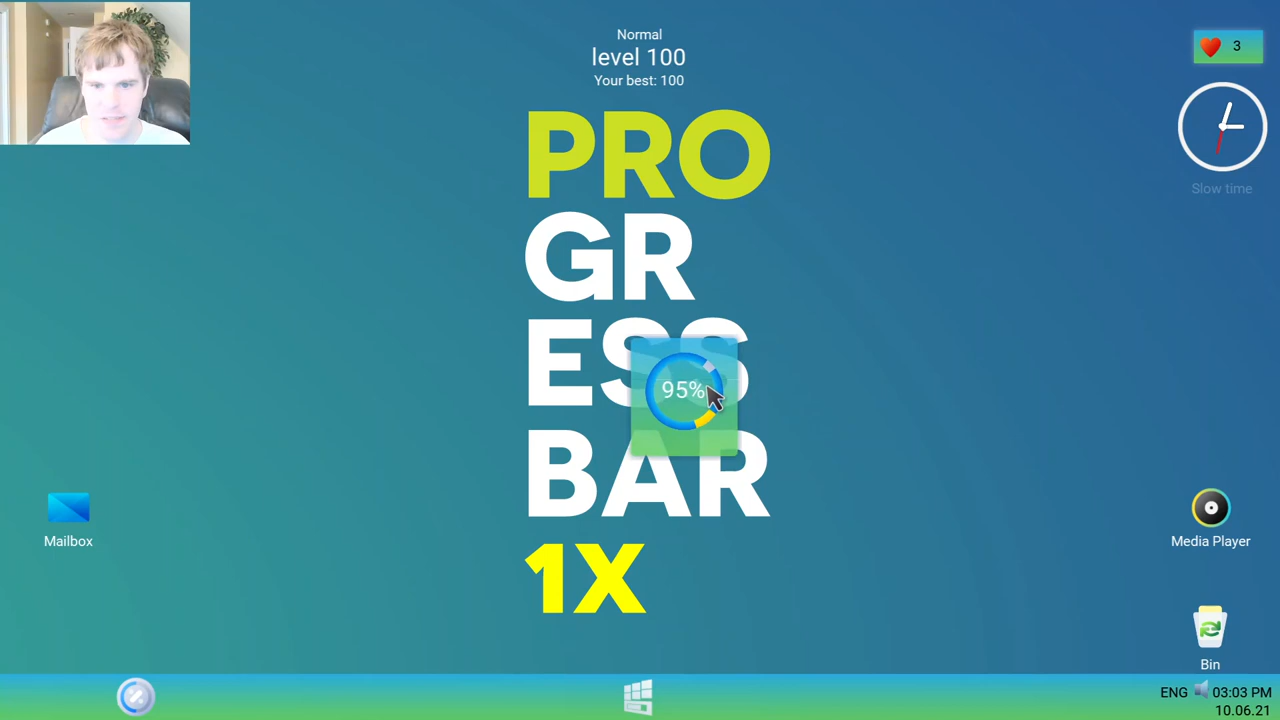 Normal
level 100
Your best: 100
3
Slow time
PRO
GR
ESS
BAR
1X
95%
Mailbox
Media Player
Bin
ENG 03:03 PM
10.06.21